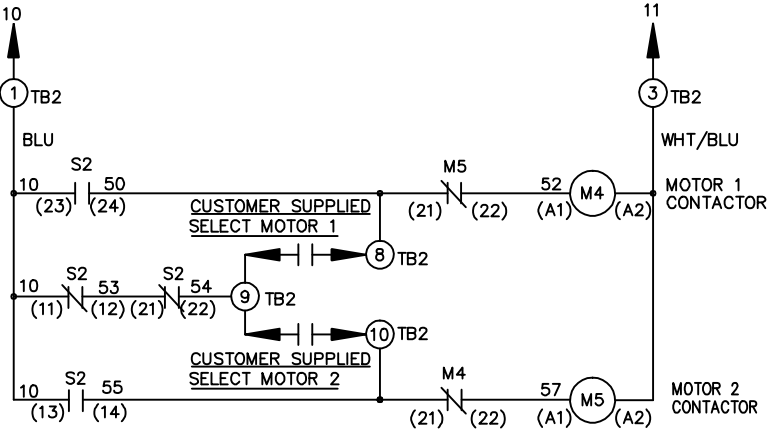 10 11
1 TB2 3 TB2
BLU WHT/BLU
S2 M5
10 50 52 M4 MOTOR 1
(23) (24) (21) (22) (A1) (A2) CONTACTOR
CUSTOMER SUPPLIED
SELECT MOTOR 1
8 TB2
S2 S2
10 53 54 9 TB2
(11) (12) (21) (22)
10 TB2
CUSTOMER SUPPLIED
SELECT MOTOR 2
S2 M4
10 55 57 M5 MOTOR 2
(13) (14) (21) (22) (A1) (A2) CONTACTOR